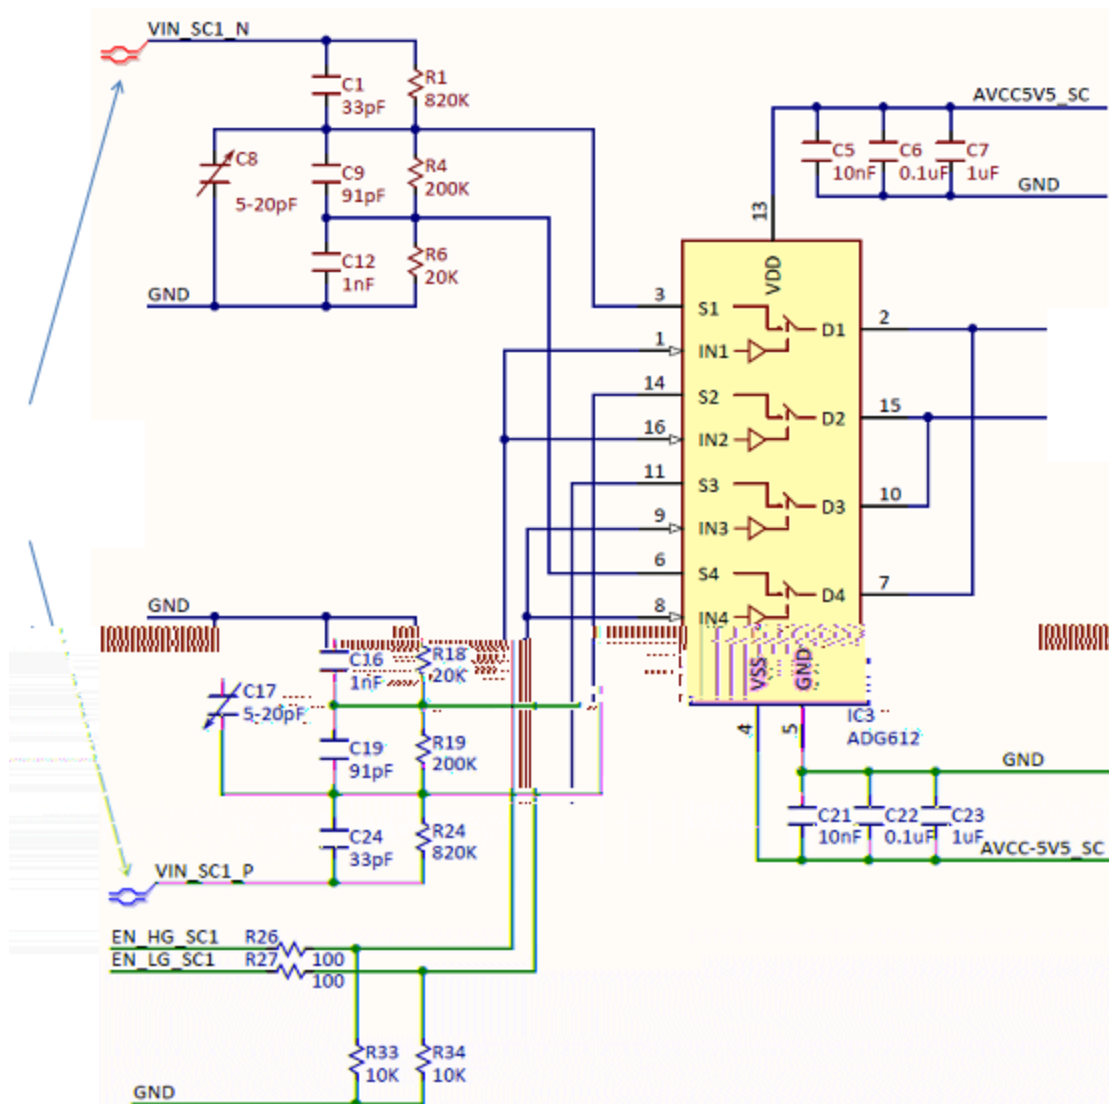 VIN_SC1_N
C1
33pF
R1
820K
C8
5-20pF
C9
91pF
R4
200K
C12
1nF
R6
20K
GND
AVCC5V5_SC
C5
10nF
C6
0.1uF
C7
1uF
GND
13
VDD
3
S1
D1
2
1
IN1
14
S2
D2
15
16
IN2
11
S3
D3
10
9
IN3
6
S4
D4
7
8
IN4
VSS
GND
4
5
IC3
ADG612
GND
C16
1nF
R18
20K
C17
5-20pF
C19
91pF
R19
200K
C24
33pF
R24
820K
VIN_SC1_P
GND
C21
10nF
C22
0.1uF
C23
1uF
AVCC-5V5_SC
EN_HG_SC1
R26
100
EN_LG_SC1
R27
100
R33
10K
R34
10K
GND